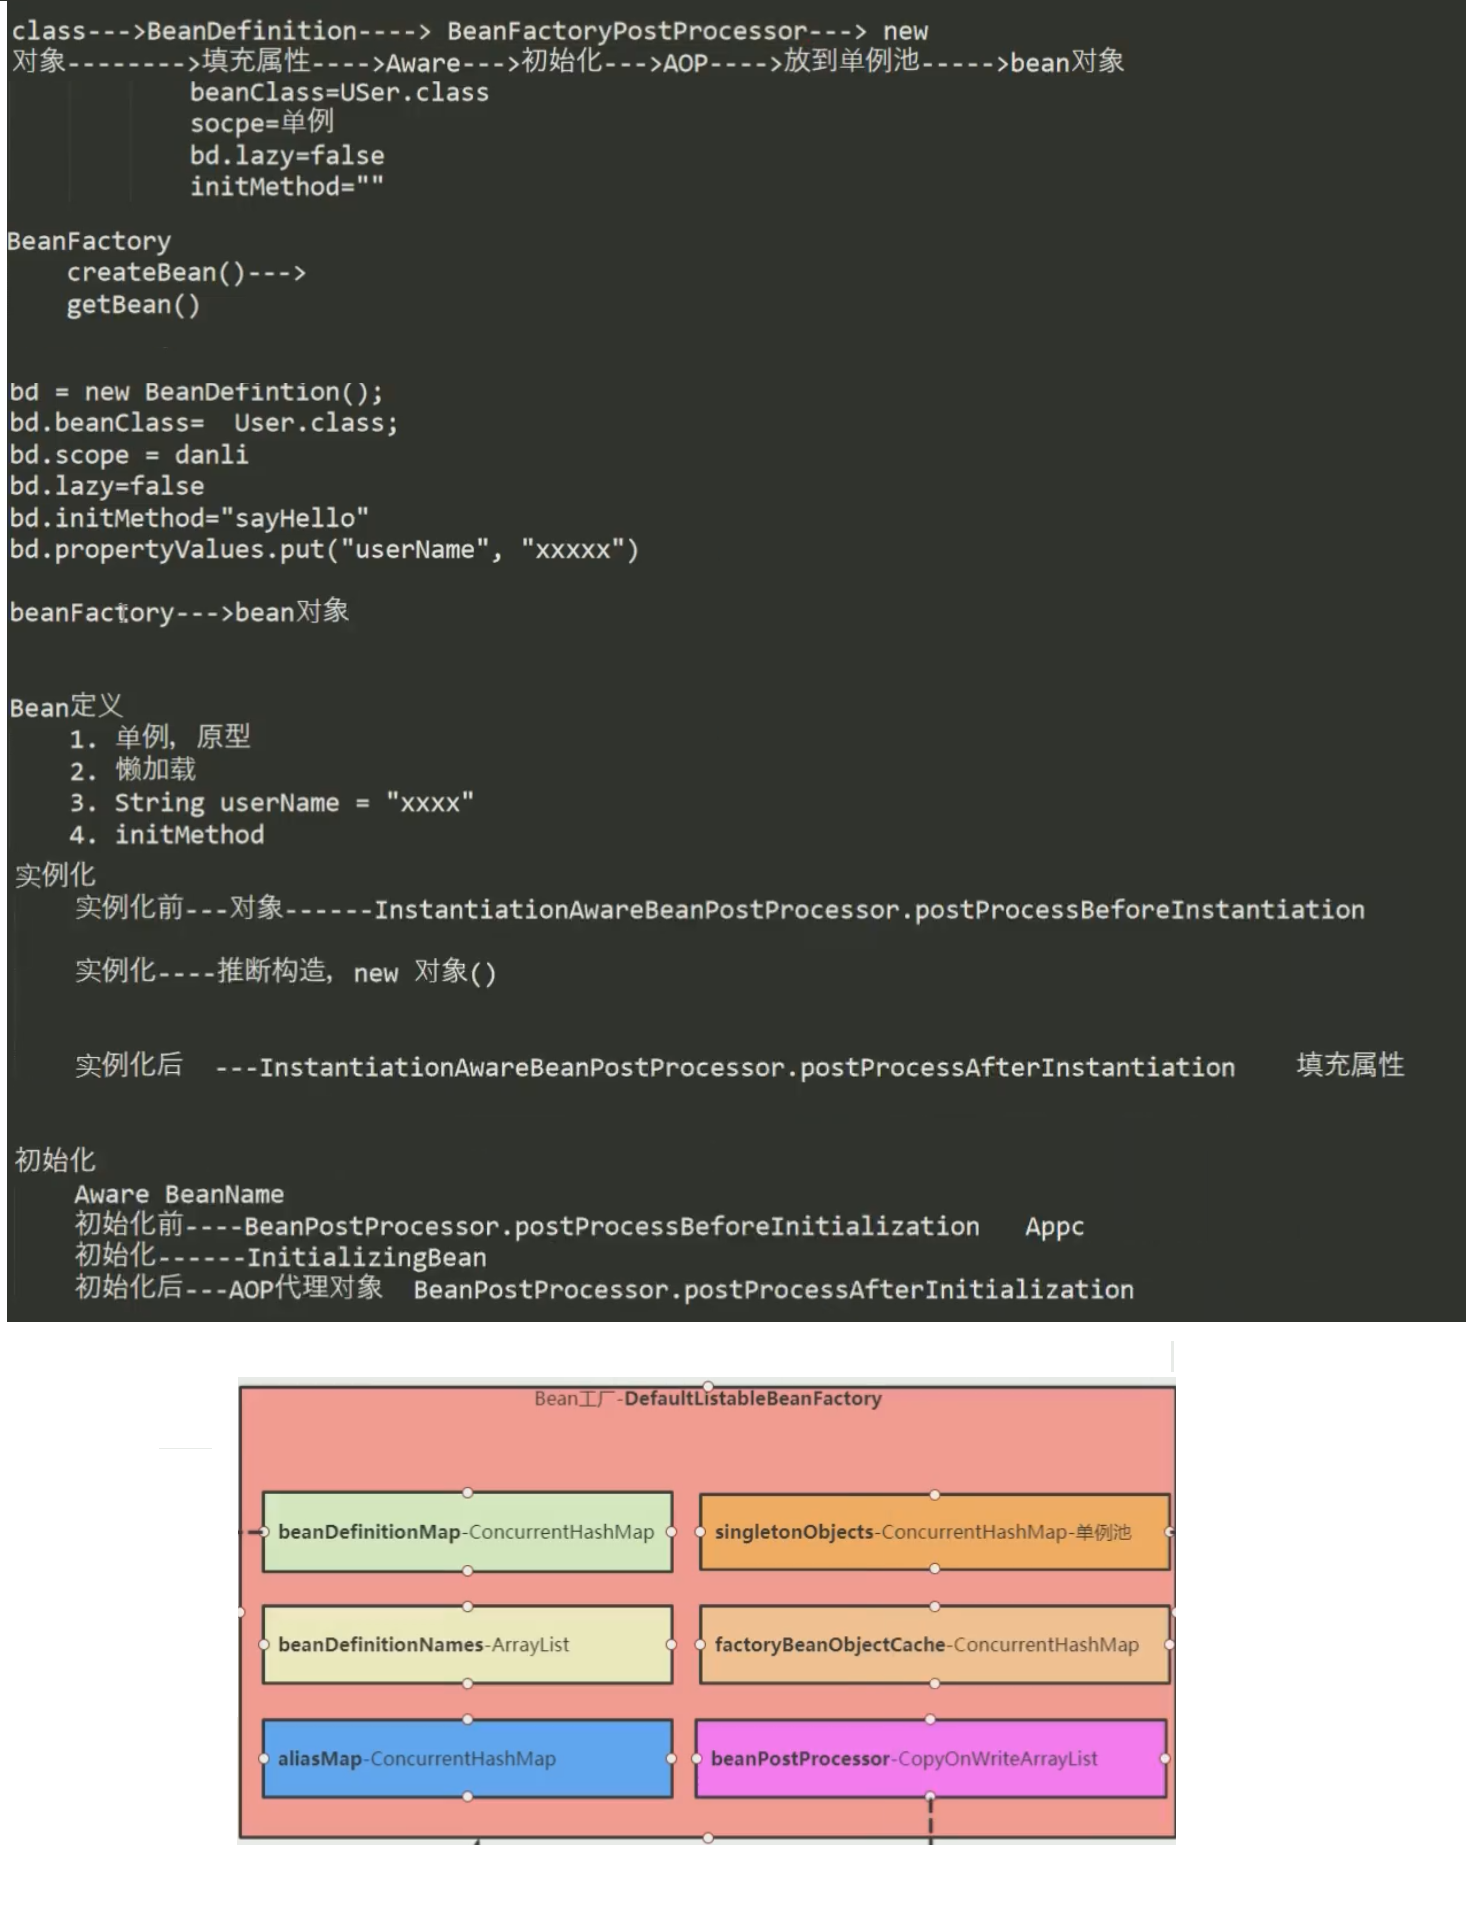 class--->BeanDefinition----> BeanFactoryPostProcessor---> new
对象-------->填充属性---->Aware--->初始化--->AOP---->放到单例池----->bean对象
beanClass=USer.class
socpe=单例
bd.lazy=false
initMethod=""
BeanFactory
createBean()--->
getBean()
bd = new BeanDefintion();
bd.beanClass=  User.class;
bd.scope = danli
bd.lazy=false
bd.initMethod="sayHello"
bd.propertyValues.put("userName", "xxxxx")
beanFactory--->bean对象
Bean定义
1. 单例, 原型
2. 懒加载
3. String userName = "xxxx"
4. initMethod
实例化
实例化前---对象------InstantiationAwareBeanPostProcessor.postProcessBeforeInstantiation
实例化----推断构造, new 对象()
实例化后  ---InstantiationAwareBeanPostProcessor.postProcessAfterInstantiation    填充属性
初始化
Aware BeanName
初始化前----BeanPostProcessor.postProcessBeforeInitialization   Appc
初始化------InitializingBean
初始化后---AOP代理对象  BeanPostProcessor.postProcessAfterInitialization
Bean工厂-DefaultListableBeanFactory
beanDefinitionMap-ConcurrentHashMap
singletonObjects-ConcurrentHashMap-单例池
beanDefinitionNames-ArrayList
factoryBeanObjectCache-ConcurrentHashMap
aliasMap-ConcurrentHashMap
beanPostProcessor-CopyOnWriteArrayList